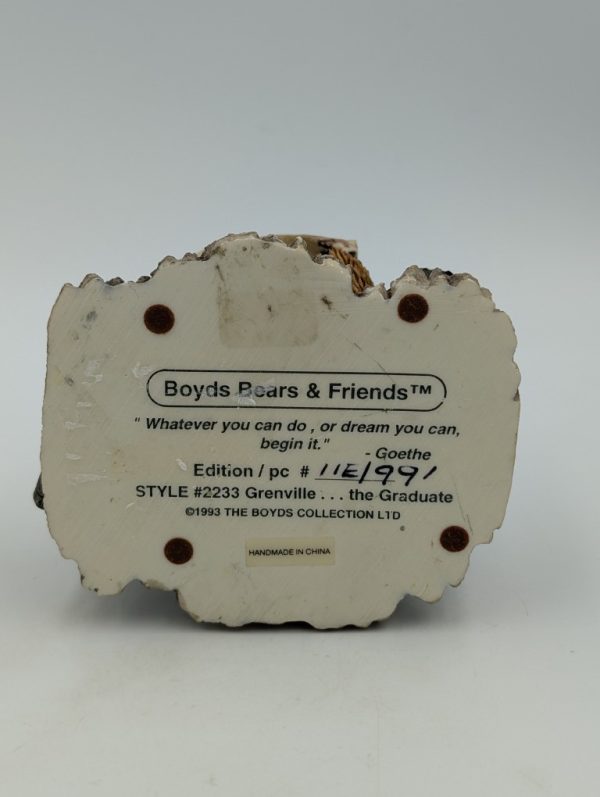 Boyds Bears & Friends™
" Whatever you can do , or dream you can,
begin it."
- Goethe
Edition / pc # 11E/991
STYLE #2233 Grenville . . . the Graduate
©1993 THE BOYDS COLLECTION LTD
HANDMADE IN CHINA